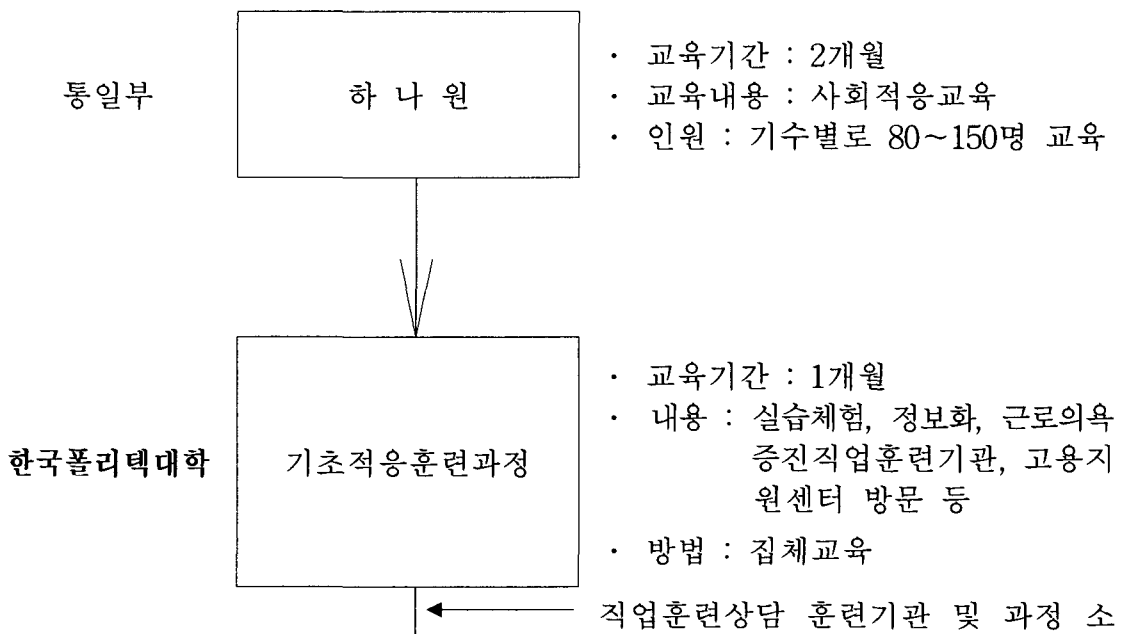 통일부
하 나 원
· 교육기간 : 2개월
· 교육내용 : 사회적응교육
· 인원 : 기수별로 80~150명 교육
한국폴리텍대학
기초적응훈련과정
· 교육기간 : 1개월
· 내용 : 실습체험, 정보화, 근로의욕
증진직업훈련기관, 고용지
원센터 방문 등
· 방법 : 집체교육
직업훈련상담 훈련기관 및 과정 소